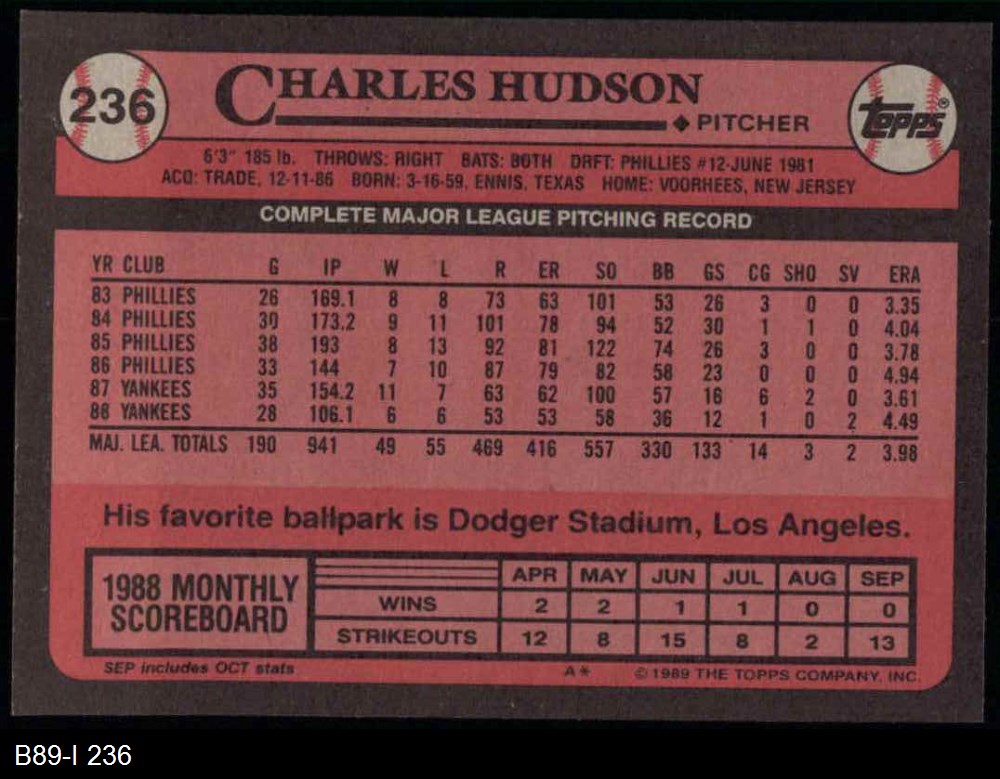 236
CHARLES HUDSON
PITCHER
TOPPS®
6'3" 185 lb. THROWS: RIGHT BATS: BOTH DRFT: PHILLIES #12-JUNE 1981
ACQ: TRADE, 12-11-86 BORN: 3-16-59, ENNIS, TEXAS HOME: VOORHEES, NEW JERSEY
COMPLETE MAJOR LEAGUE PITCHING RECORD
YR CLUB G IP W L R ER SO BB GS CG SHO SV ERA
83 PHILLIES 26 169.1 8 8 73 63 101 53 26 3 0 0 3.35
84 PHILLIES 30 173.2 9 11 101 78 94 52 30 1 1 0 4.04
85 PHILLIES 38 193 8 13 92 81 122 74 26 3 0 0 3.78
86 PHILLIES 33 144 7 10 87 79 82 58 23 0 0 0 4.94
87 YANKEES 35 154.2 11 7 63 62 100 57 16 6 2 0 3.61
88 YANKEES 28 106.1 6 6 53 53 58 36 12 1 0 2 4.49
MAJ. LEA. TOTALS 190 941 49 55 469 416 557 330 133 14 3 2 3.98
His favorite ballpark is Dodger Stadium, Los Angeles.
1988 MONTHLY SCOREBOARD
APR MAY JUN JUL AUG SEP
WINS 2 2 1 1 0 0
STRIKEOUTS 12 8 15 8 2 13
SEP includes OCT stats
A* © 1989 THE TOPPS COMPANY, INC.
B89-I 236